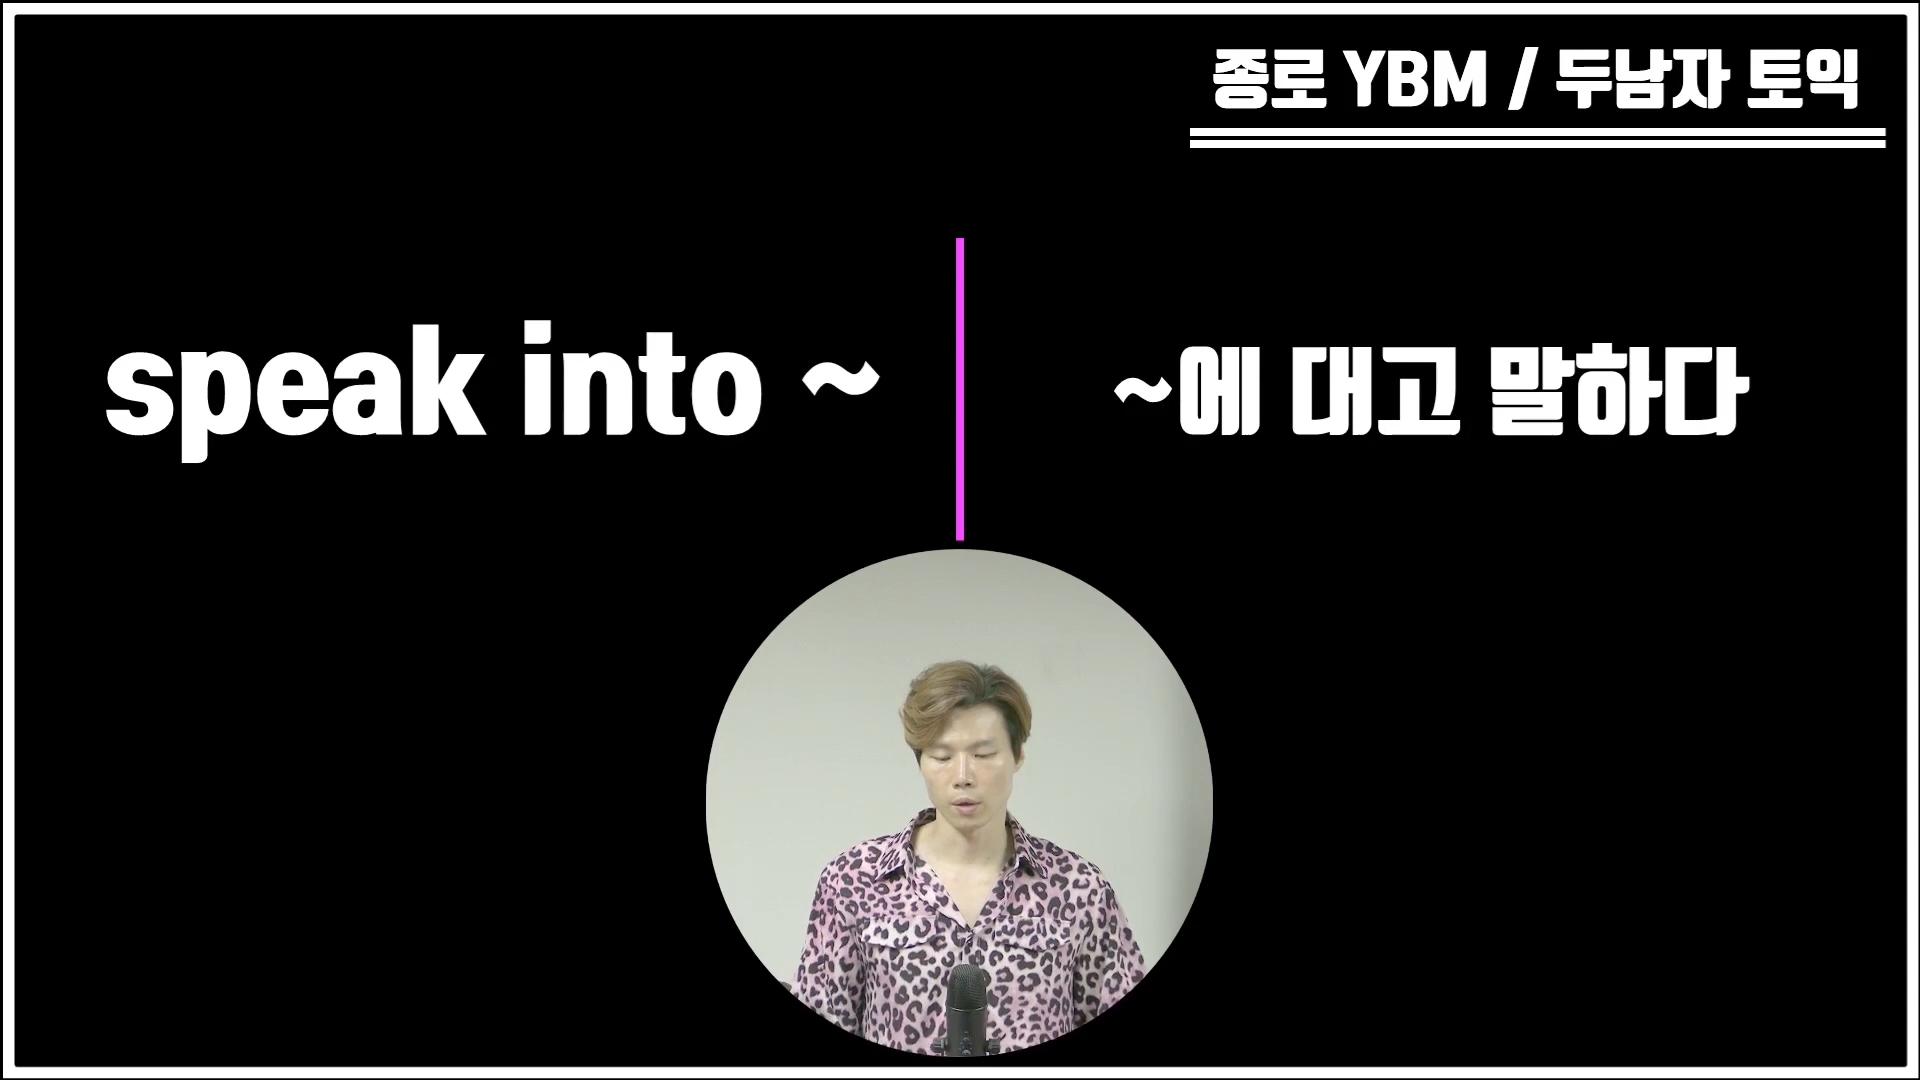 종로 YBM / 두남자 토익
speak into ~
~에 대고 말하다